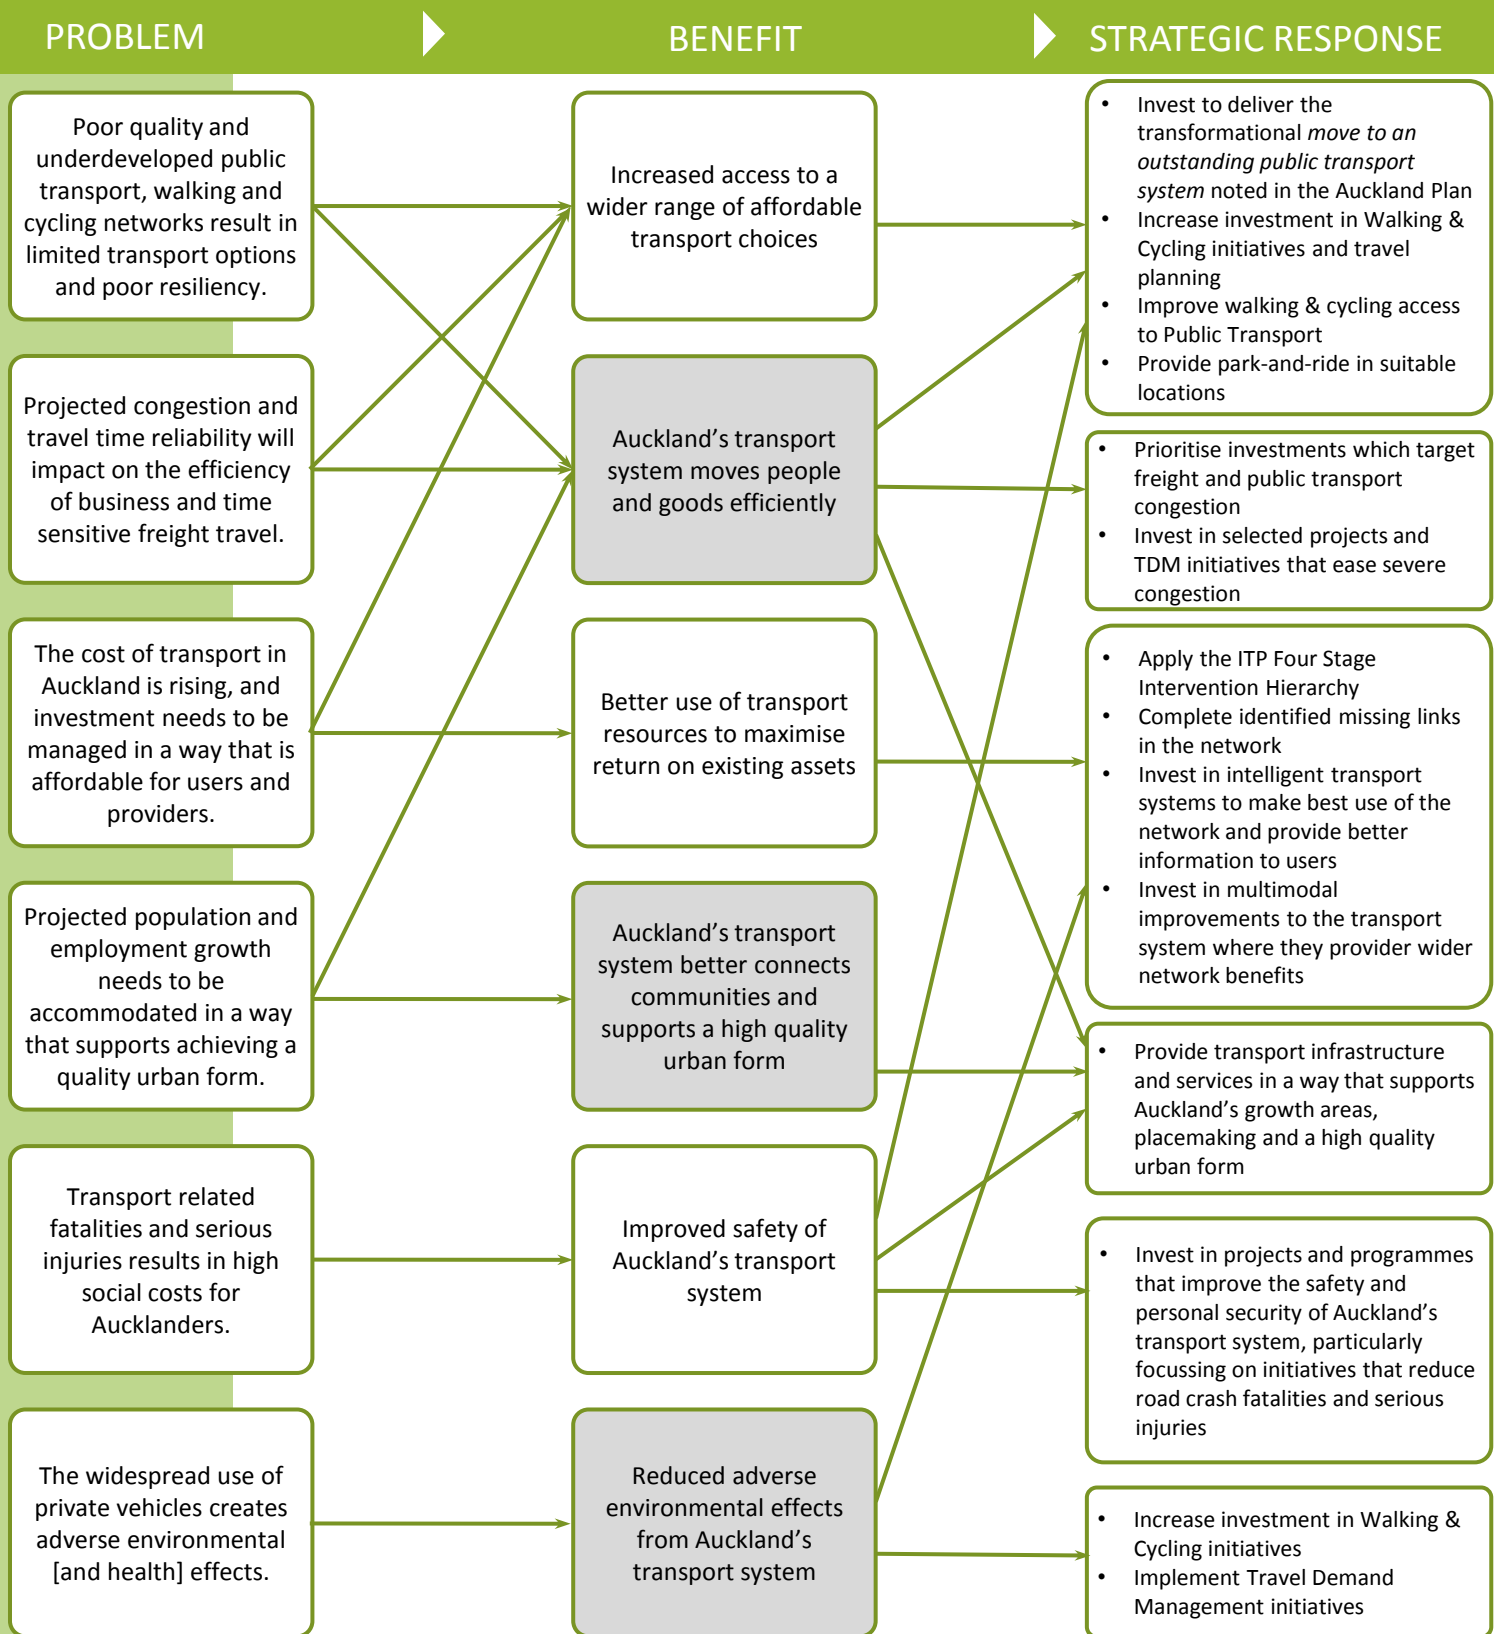 PROBLEM
BENEFIT
STRATEGIC RESPONSE
Poor quality and
underdeveloped public
transport, walking and
cycling networks result in
limited transport options
and poor resiliency.
Projected congestion and
travel time reliability will
impact on the efficiency
of business and time
sensitive freight travel.
The cost of transport in
Auckland is rising, and
investment needs to be
managed in a way that is
affordable for users and
providers.
Projected population and
employment growth
needs to be
accommodated in a way
that supports achieving a
quality urban form.
Transport related
fatalities and serious
injuries results in high
social costs for
Aucklanders.
The widespread use of
private vehicles creates
adverse environmental
[and health] effects.
Increased access to a
wider range of affordable
transport choices
Auckland’s transport
system moves people
and goods efficiently
Better use of transport
resources to maximise
return on existing assets
Auckland’s transport
system better connects
communities and
supports a high quality
urban form
Improved safety of
Auckland’s transport
system
Reduced adverse
environmental effects
from Auckland’s
transport system
• Invest to deliver the
transformational move to an
outstanding public transport
system noted in the Auckland Plan
• Increase investment in Walking &
Cycling initiatives and travel
planning
• Improve walking & cycling access
to Public Transport
• Provide park-and-ride in suitable
locations
• Prioritise investments which target
freight and public transport
congestion
• Invest in selected projects and
TDM initiatives that ease severe
congestion
• Apply the ITP Four Stage
Intervention Hierarchy
• Complete identified missing links
in the network
• Invest in intelligent transport
systems to make best use of the
network and provide better
information to users
• Invest in multimodal
improvements to the transport
system where they provider wider
network benefits
• Provide transport infrastructure
and services in a way that supports
Auckland’s growth areas,
placemaking and a high quality
urban form
• Invest in projects and programmes
that improve the safety and
personal security of Auckland’s
transport system, particularly
focussing on initiatives that reduce
road crash fatalities and serious
injuries
• Increase investment in Walking &
Cycling initiatives
• Implement Travel Demand
Management initiatives